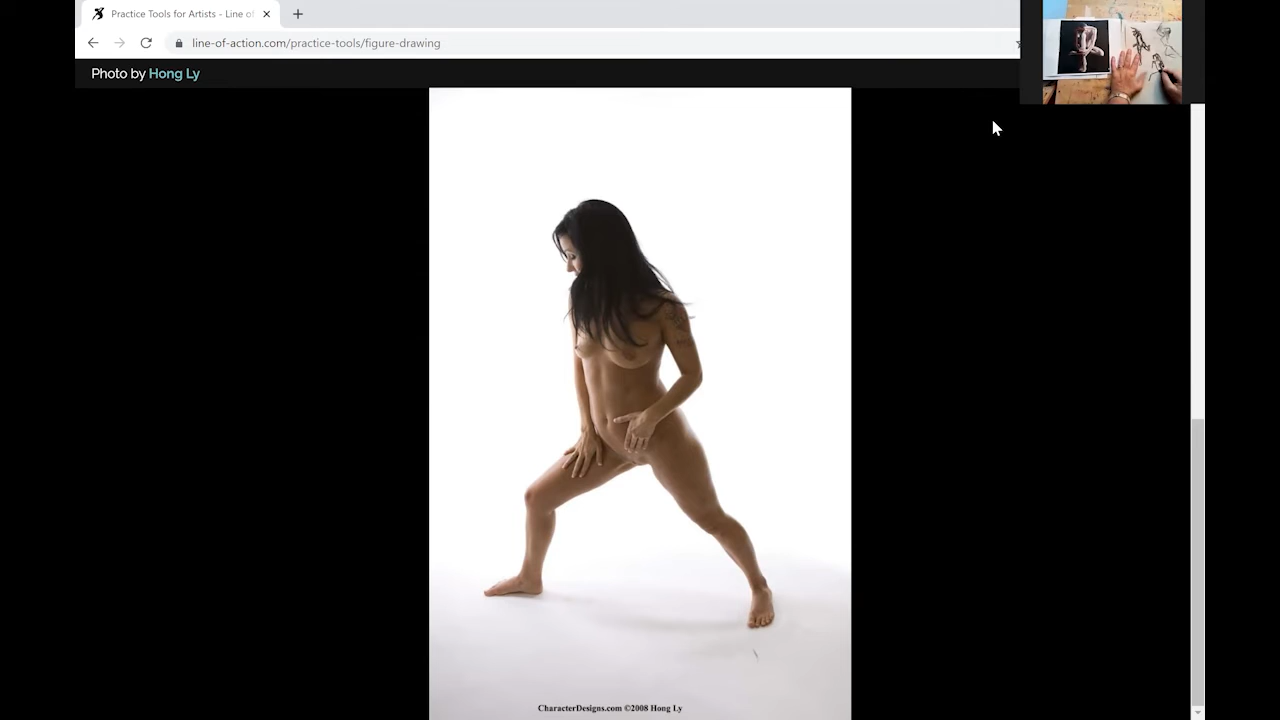 Practice Tools for Artists - Line of
line-of-action.com/practice-tools/figure-drawing
Photo by Hong Ly
CharacterDesigns.com ©2008 Hong Ly